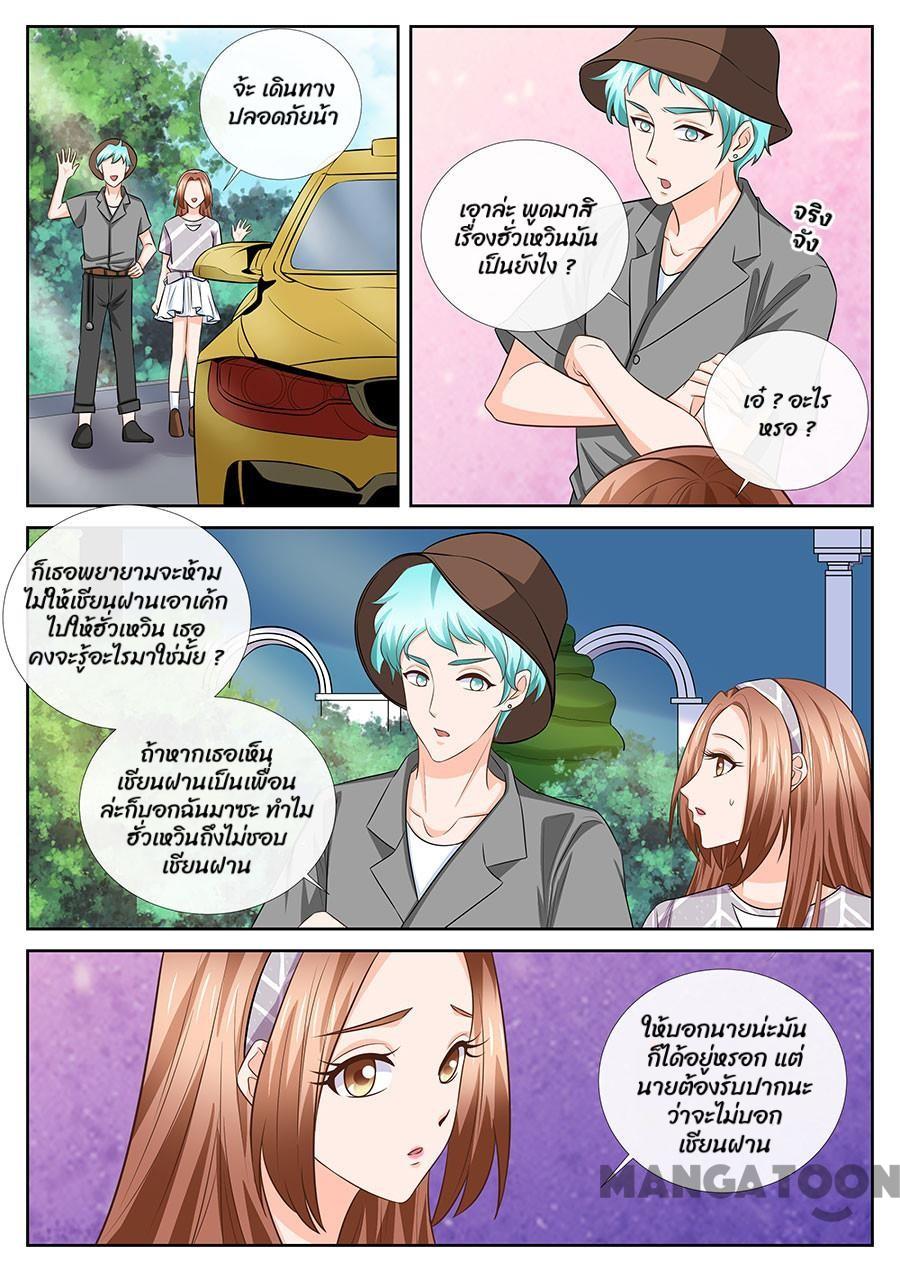 จ้ะ เดินทาง
ปลอดภัยน้า
เอาล่ะ พูดมาสิ
เรื่องฮั่วเหวินมัน
เป็นยังไง ?
จริง
จัง
เอ๋ ? อะไร
หรอ ?
ก็เธอพยายามจะห้าม
ไม่ให้เชียนฝานเอาเค้ก
ไปให้ฮั่วเหวิน เธอ
คงจะรู้อะไรมาใช่มั้ย ?
ถ้าหากเธอเห็น
เชียนฝานเป็นเพื่อน
ล่ะก็บอกฉันมาซะ ทำไม
ฮั่วเหวินถึงไม่ชอบ
เชียนฝาน
ให้บอกนายน่ะมัน
ก็ได้อยู่หรอก แต่
นายต้องรับปากนะ
ว่าจะไม่บอก
เชียนฝาน
MANGATOON